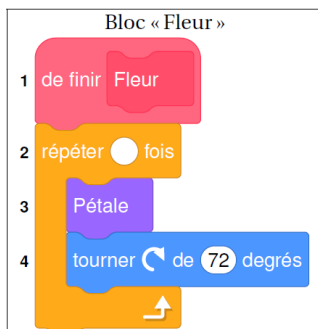 Bloc « Fleur »
1 de finir Fleur
2 répéter fois
3 Pétale
4 tourner de 72 degrés